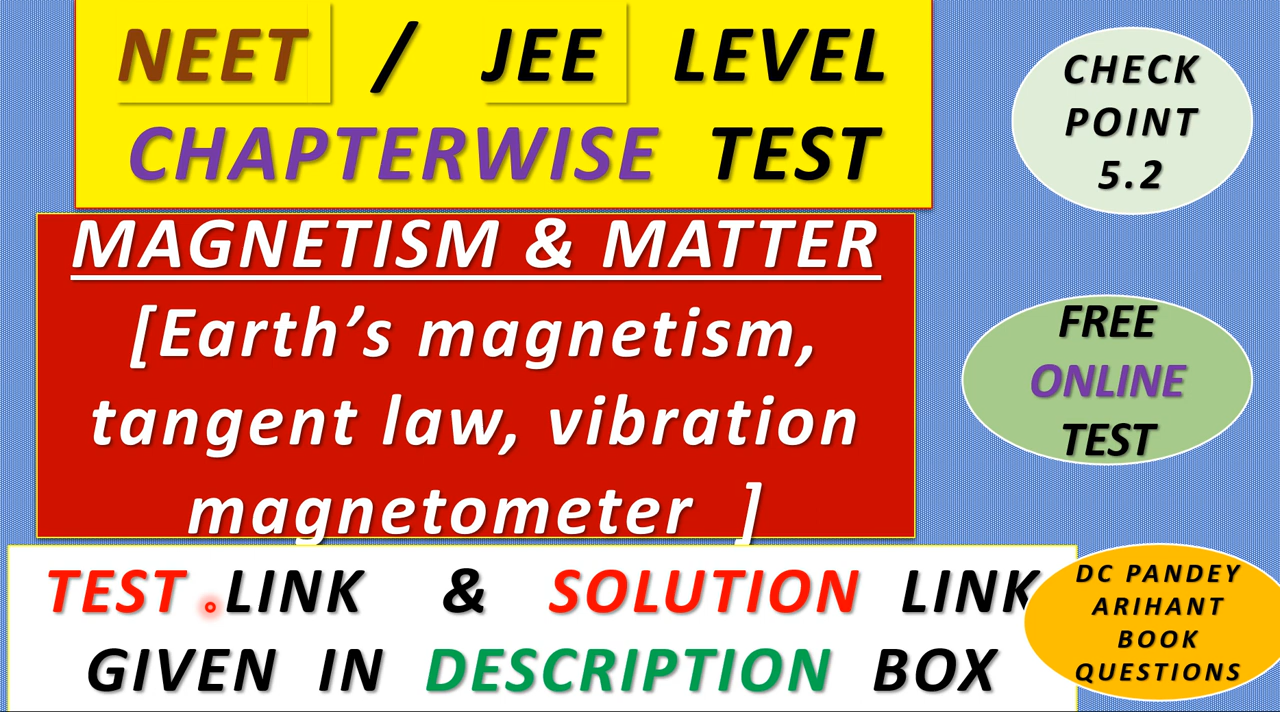 NEET / JEE LEVEL
CHAPTERWISE TEST
MAGNETISM & MATTER
[Earth’s magnetism,
tangent law, vibration
magnetometer ]
TEST LINK & SOLUTION LINK
GIVEN IN DESCRIPTION BOX
CHECK
POINT
5.2
FREE
ONLINE
TEST
DC PANDEY
ARIHANT
BOOK
QUESTIONS